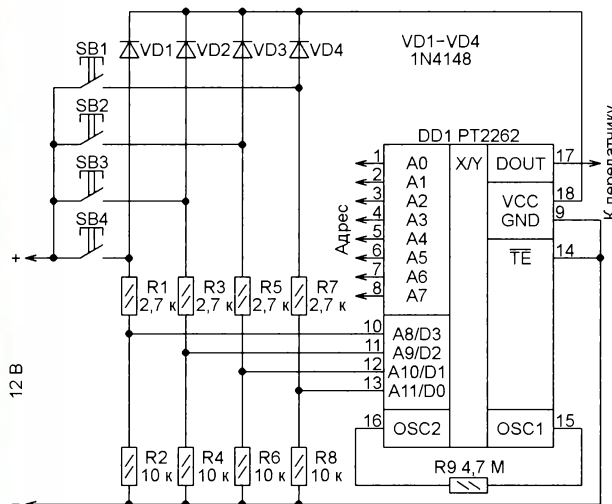 SB1
SB2
SB3
SB4
VD1
VD2
VD3
VD4
VD1–VD4
1N4148
DD1 PT2262
X/Y
1 A0
2 A1
3 A2
4 A3
5 A4
6 A5
7 A6
8 A7
Адрес
DOUT 17
VCC 18
GND 9
TE 14
К передатчику
+
12 В
–
R1 2,7 к
R3 2,7 к
R5 2,7 к
R7 2,7 к
10 A8/D3
11 A9/D2
12 A10/D1
13 A11/D0
16 OSC2
OSC1 15
R2 10 к
R4 10 к
R6 10 к
R8 10 к
R9 4,7 М